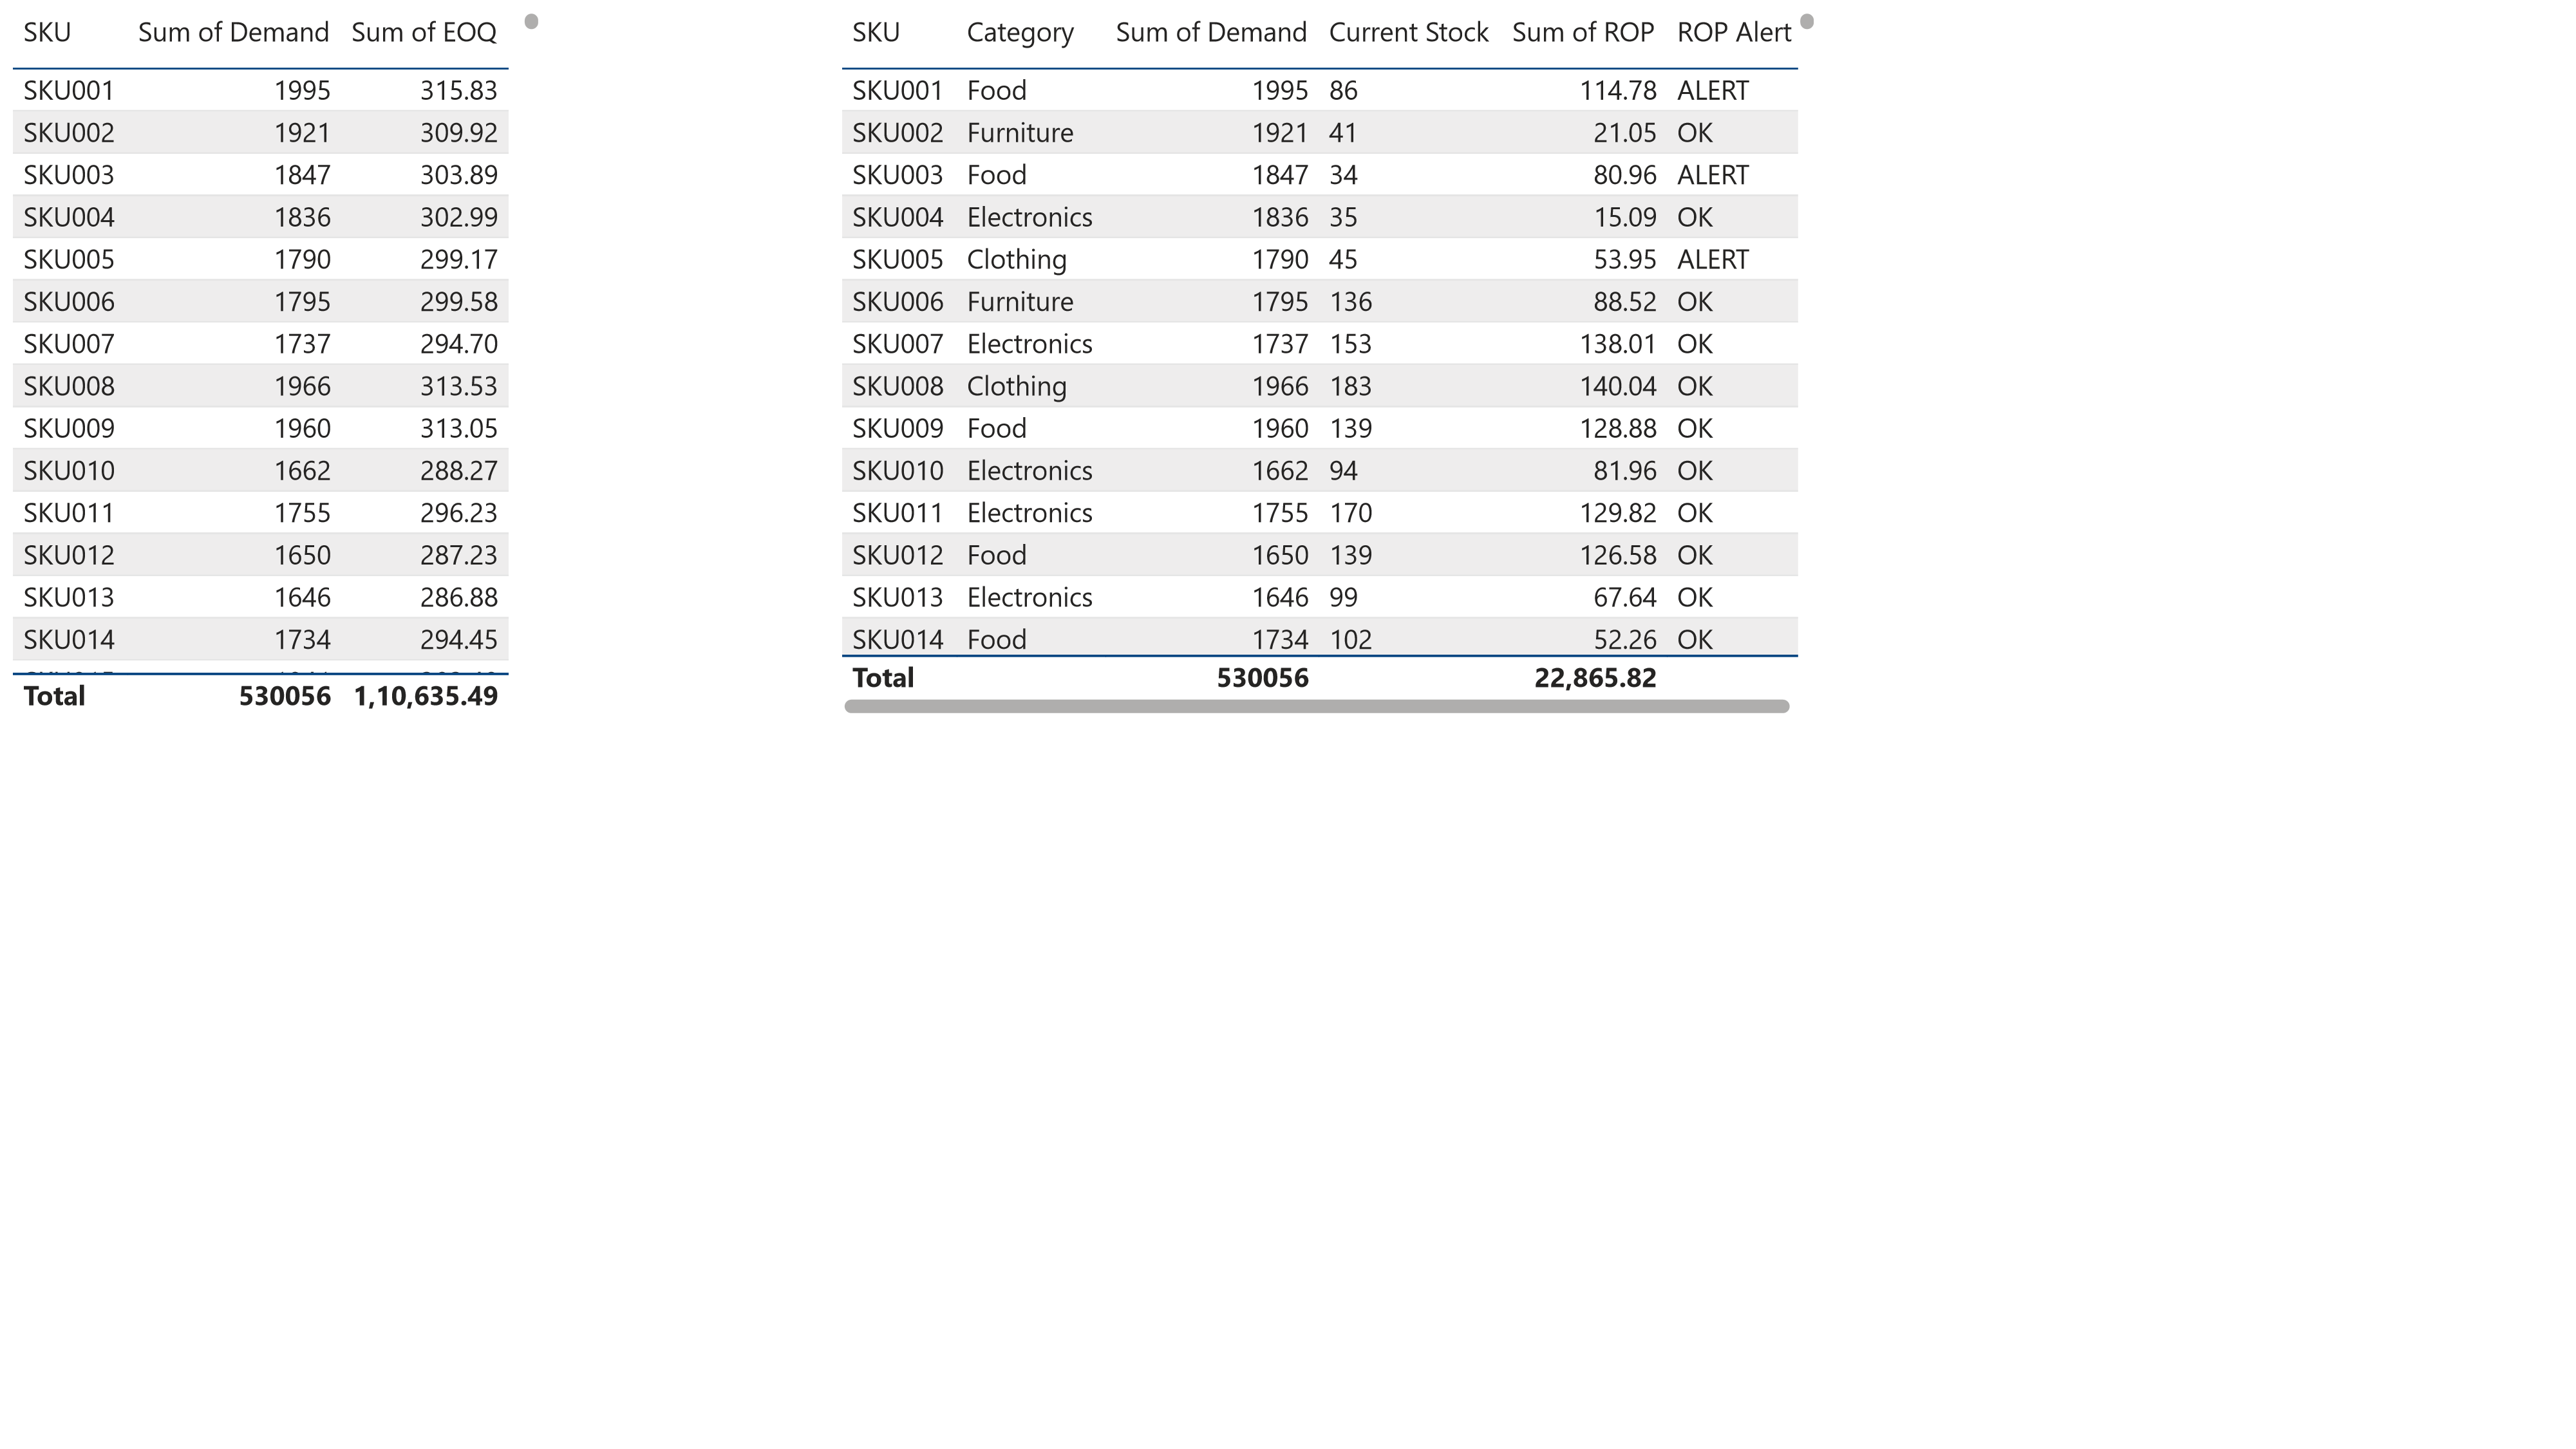 SKU Sum of Demand Sum of EOQ
SKU001 1995 315.83
SKU002 1921 309.92
SKU003 1847 303.89
SKU004 1836 302.99
SKU005 1790 299.17
SKU006 1795 299.58
SKU007 1737 294.70
SKU008 1966 313.53
SKU009 1960 313.05
SKU010 1662 288.27
SKU011 1755 296.23
SKU012 1650 287.23
SKU013 1646 286.88
SKU014 1734 294.45
Total 530056 1,10,635.49
SKU Category Sum of Demand Current Stock Sum of ROP ROP Alert
SKU001 Food 1995 86 114.78 ALERT
SKU002 Furniture 1921 41 21.05 OK
SKU003 Food 1847 34 80.96 ALERT
SKU004 Electronics 1836 35 15.09 OK
SKU005 Clothing 1790 45 53.95 ALERT
SKU006 Furniture 1795 136 88.52 OK
SKU007 Electronics 1737 153 138.01 OK
SKU008 Clothing 1966 183 140.04 OK
SKU009 Food 1960 139 128.88 OK
SKU010 Electronics 1662 94 81.96 OK
SKU011 Electronics 1755 170 129.82 OK
SKU012 Food 1650 139 126.58 OK
SKU013 Electronics 1646 99 67.64 OK
SKU014 Food 1734 102 52.26 OK
Total 530056 22,865.82